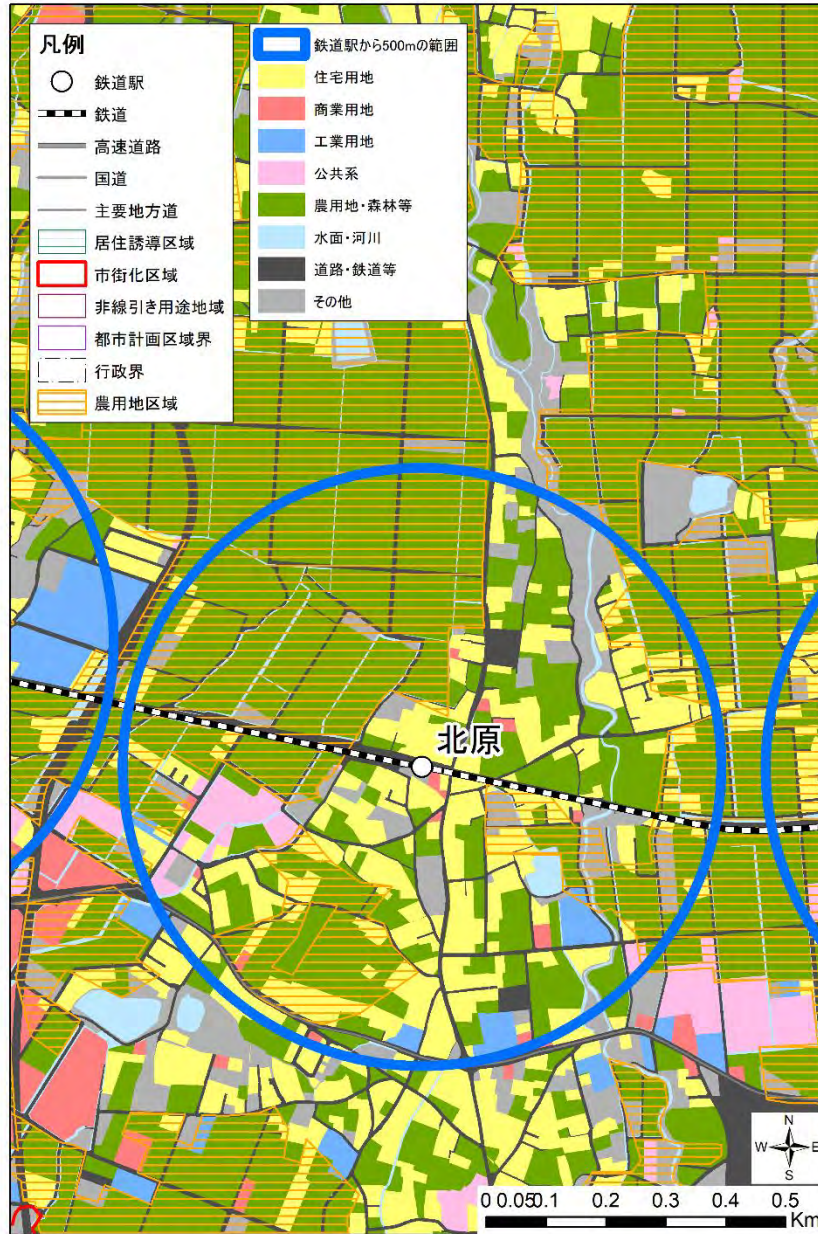 凡例
鉄道駅
鉄道
高速道路
国道
主要地方道
居住誘導区域
市街化区域
非線引き用途地域
都市計画区域界
行政界
農用地区域
鉄道駅から500mの範囲
住宅用地
商業用地
工業用地
公共系
農用地・森林等
水面・河川
道路・鉄道等
その他
北原
N
W E
S
0 0.050.1 0.2 0.3 0.4 0.5
Km